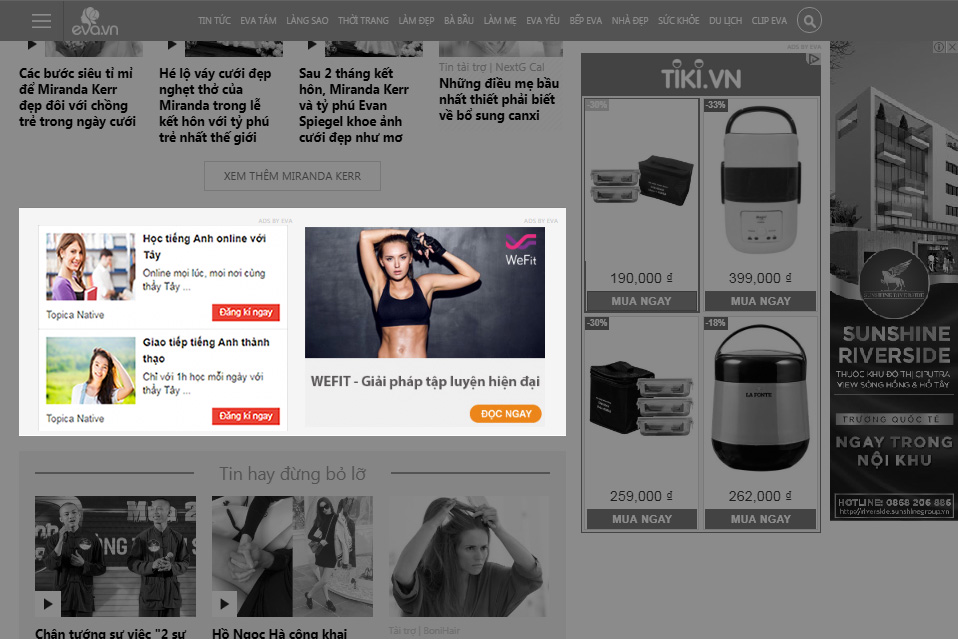 eva.vn
TIN TỨC EVA TÁM LÀNG SAO THỜI TRANG LÀM ĐẸP BÀ BẦU LÀM MẸ EVA YÊU BẾP EVA NHÀ ĐẸP SỨC KHỎE DU LỊCH CLIP EVA
Các bước siêu tỉ mỉ
để Miranda Kerr
đẹp đôi với chồng
trẻ trong ngày cưới
Hé lộ váy cưới đẹp
nghẹt thở của
Miranda trong lễ
kết hôn với tỷ phú
trẻ nhất thế giới
Sau 2 tháng kết
hôn, Miranda Kerr
và tỷ phú Evan
Spiegel khoe ảnh
cưới đẹp như mơ
Tin tài trợ | NextG Cal
Những điều mẹ bầu
nhất thiết phải biết
về bổ sung canxi
XEM THÊM MIRANDA KERR
ADS BY EVA
Học tiếng Anh online với
Tây
Online mọi lúc, mọi nơi cùng
thầy Tây ...
Topica Native
Đăng kí ngay
Giao tiếp tiếng Anh thành
thạo
Chỉ với 1h học mỗi ngày với
thầy Tây ...
Topica Native
Đăng kí ngay
ADS BY EVA
WeFit
WEFIT - Giải pháp tập luyện hiện đại
ĐỌC NGAY
Tin hay đừng bỏ lỡ
Chân tướng sự việc "2 sư
Hồ Ngọc Hà công khai
Tài trợ | BoniHair
ADS BY EVA
TIKI.VN
-30%
190,000 ₫
MUA NGAY
-33%
399,000 ₫
MUA NGAY
-30%
259,000 ₫
MUA NGAY
-18%
LA FONTE
262,000 ₫
MUA NGAY
SUNSHINE
RIVERSIDE
THUỘC KHU ĐÔ THỊ CIPUTRA
VIEW SÔNG HỒNG & HỒ TÂY
TRƯỜNG QUỐC TẾ
NGAY TRONG
NỘI KHU
HOTLINE: 0868 206 886
http://riverside.sunshinegroup.vn